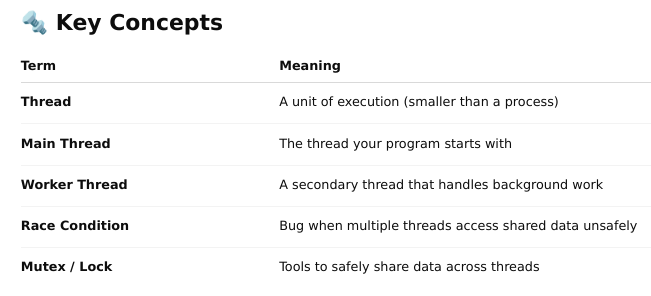 🔩 Key Concepts
Term Meaning
Thread A unit of execution (smaller than a process)
Main Thread The thread your program starts with
Worker Thread A secondary thread that handles background work
Race Condition Bug when multiple threads access shared data unsafely
Mutex / Lock Tools to safely share data across threads